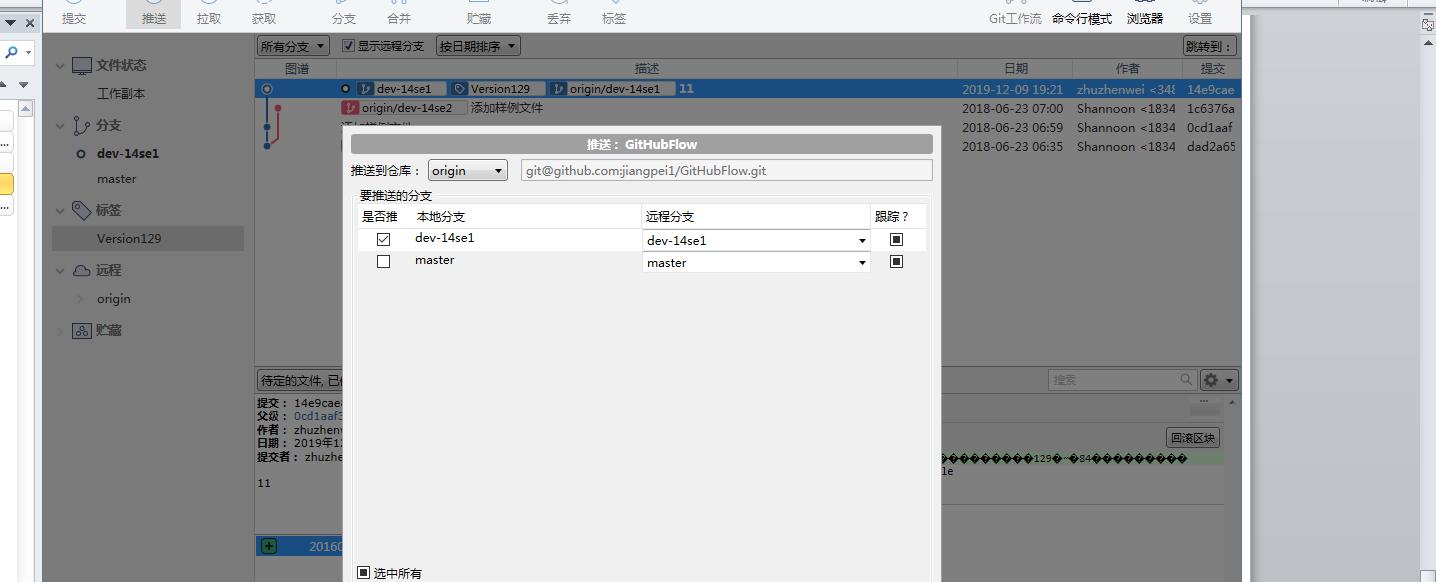 提交 推送 拉取 获取 分支 合并 贮藏 丢弃 标签 Git工作流 命令行模式 浏览器 设置
所有分支 显示远程分支 按日期排序 跳转到：
图谱 描述 日期 作者 提交
dev-14se1 Version129 origin/dev-14se1 11 2019-12-09 19:21 zhuzhenwei <348 14e9cae
origin/dev-14se2 添加样例文件 2018-06-23 07:00 Shannoon <1834 1c6376a
2018-06-23 06:59 Shannoon <1834 0cd1aaf
2018-06-23 06:35 Shannoon <1834 dad2a65
文件状态
工作副本
分支
dev-14se1
master
标签
Version129
远程
origin
贮藏
推送： GitHubFlow
推送到仓库： origin git@github.com:jiangpei1/GitHubFlow.git
要推送的分支
是否推 本地分支 远程分支 跟踪？
dev-14se1 dev-14se1
master master
选中所有
待定的文件, 已
搜索
提交： 14e9cae
父级： 0cd1aaf
作者： zhuzhen
日期： 2019年12
提交者： zhuzhe
11
回滚区块
���������129�~�84���������
le
2016